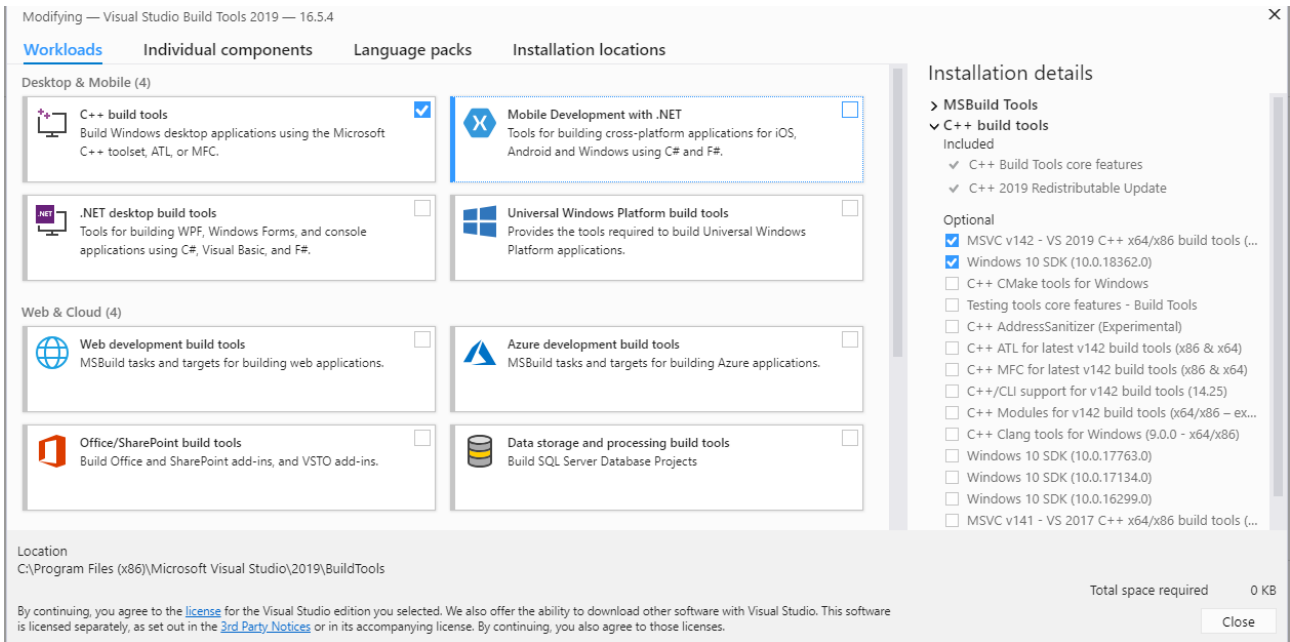 Modifying — Visual Studio Build Tools 2019 — 16.5.4
Workloads Individual components Language packs Installation locations
Desktop & Mobile (4)
C++ build tools
Build Windows desktop applications using the Microsoft
C++ toolset, ATL, or MFC.
Mobile Development with .NET
Tools for building cross-platform applications for iOS,
Android and Windows using C# and F#.
.NET
.NET desktop build tools
Tools for building WPF, Windows Forms, and console
applications using C#, Visual Basic, and F#.
Universal Windows Platform build tools
Provides the tools required to build Universal Windows
Platform applications.
Web & Cloud (4)
Web development build tools
MSBuild tasks and targets for building web applications.
Azure development build tools
MSBuild tasks and targets for building Azure applications.
Office/SharePoint build tools
Build Office and SharePoint add-ins, and VSTO add-ins.
Data storage and processing build tools
Build SQL Server Database Projects
Installation details
MSBuild Tools
C++ build tools
Included
C++ Build Tools core features
C++ 2019 Redistributable Update
Optional
MSVC v142 - VS 2019 C++ x64/x86 build tools (...
Windows 10 SDK (10.0.18362.0)
C++ CMake tools for Windows
Testing tools core features - Build Tools
C++ AddressSanitizer (Experimental)
C++ ATL for latest v142 build tools (x86 & x64)
C++ MFC for latest v142 build tools (x86 & x64)
C++/CLI support for v142 build tools (14.25)
C++ Modules for v142 build tools (x64/x86 – ex...
C++ Clang tools for Windows (9.0.0 - x64/x86)
Windows 10 SDK (10.0.17763.0)
Windows 10 SDK (10.0.17134.0)
Windows 10 SDK (10.0.16299.0)
MSVC v141 - VS 2017 C++ x64/x86 build tools (...
Location
C:\Program Files (x86)\Microsoft Visual Studio\2019\BuildTools
Total space required 0 KB
By continuing, you agree to the license for the Visual Studio edition you selected. We also offer the ability to download other software with Visual Studio. This software
is licensed separately, as set out in the 3rd Party Notices or in its accompanying license. By continuing, you also agree to those licenses.
Close